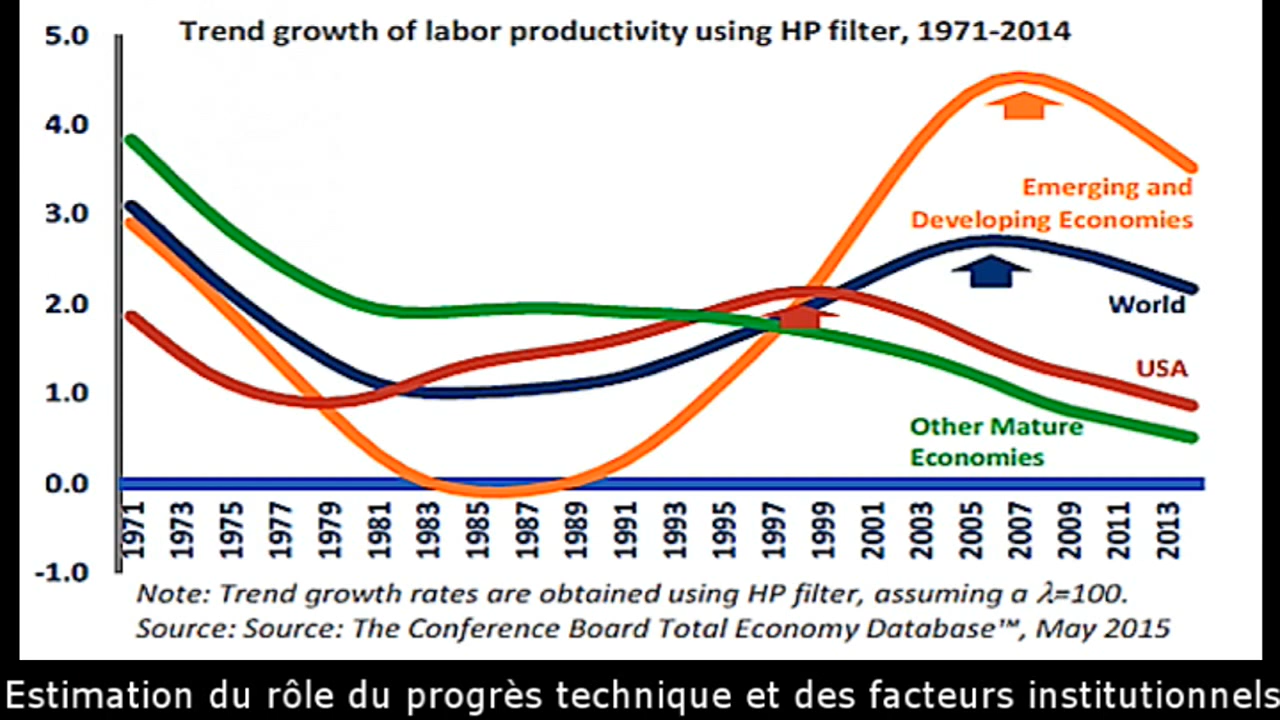 Trend growth of labor productivity using HP filter, 1971-2014
5.0
4.0
3.0
2.0
1.0
0.0
-1.0
Emerging and
Developing Economies
World
USA
Other Mature
Economies
1971 1973 1975 1977 1979 1981 1983 1985 1987 1989 1991 1993 1995 1997 1999 2001 2003 2005 2007 2009 2011 2013
Note: Trend growth rates are obtained using HP filter, assuming a λ=100.
Source: Source: The Conference Board Total Economy Database™, May 2015
Estimation du rôle du progrès technique et des facteurs institutionnels